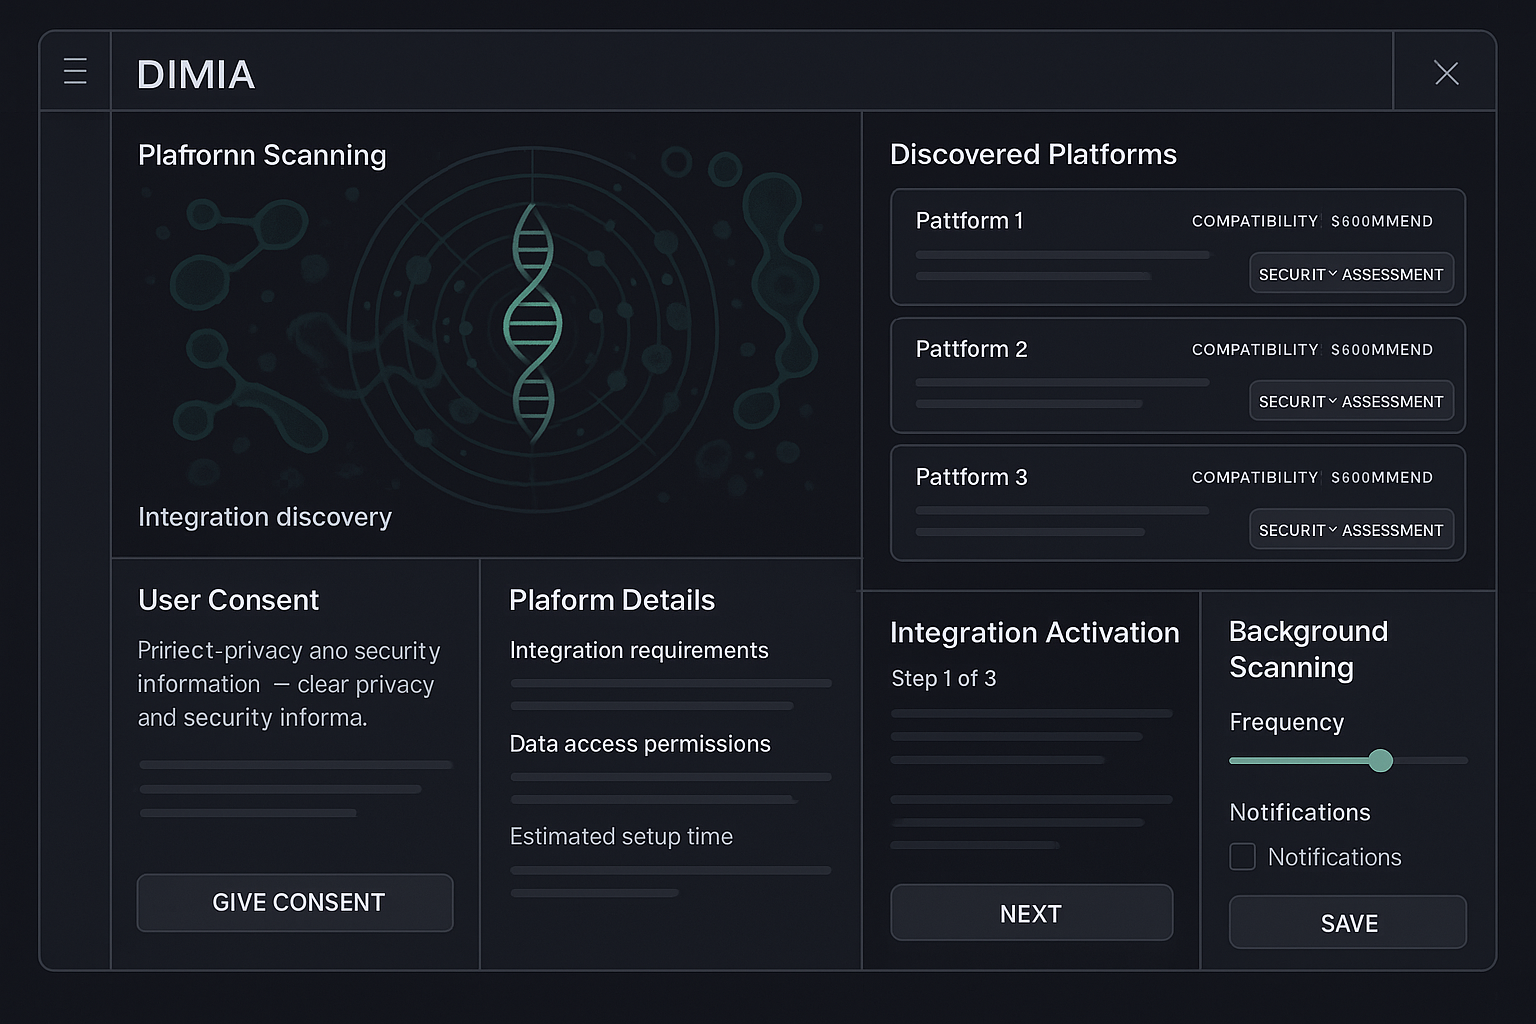 DIMIA
Plafrornn Scanning
Integration discovery
Discovered Platforms
Pattform 1
COMPATIBILITY S600MMEND
SECURIT˅ ASSESSMENT
Pattform 2
COMPATIBILITY S600MMEND
SECURIT˅ ASSESSMENT
Pattform 3
COMPATIBILITY S600MMEND
SECURIT˅ ASSESSMENT
User Consent
Pririect-privacy ano security
information – clear privacy
and security informa.
GIVE CONSENT
Plaform Details
Integration requirements
Data access permissions
Estimated setup time
Integration Activation
Step 1 of 3
NEXT
Background
Scanning
Frequency
Notifications
Notifications
SAVE